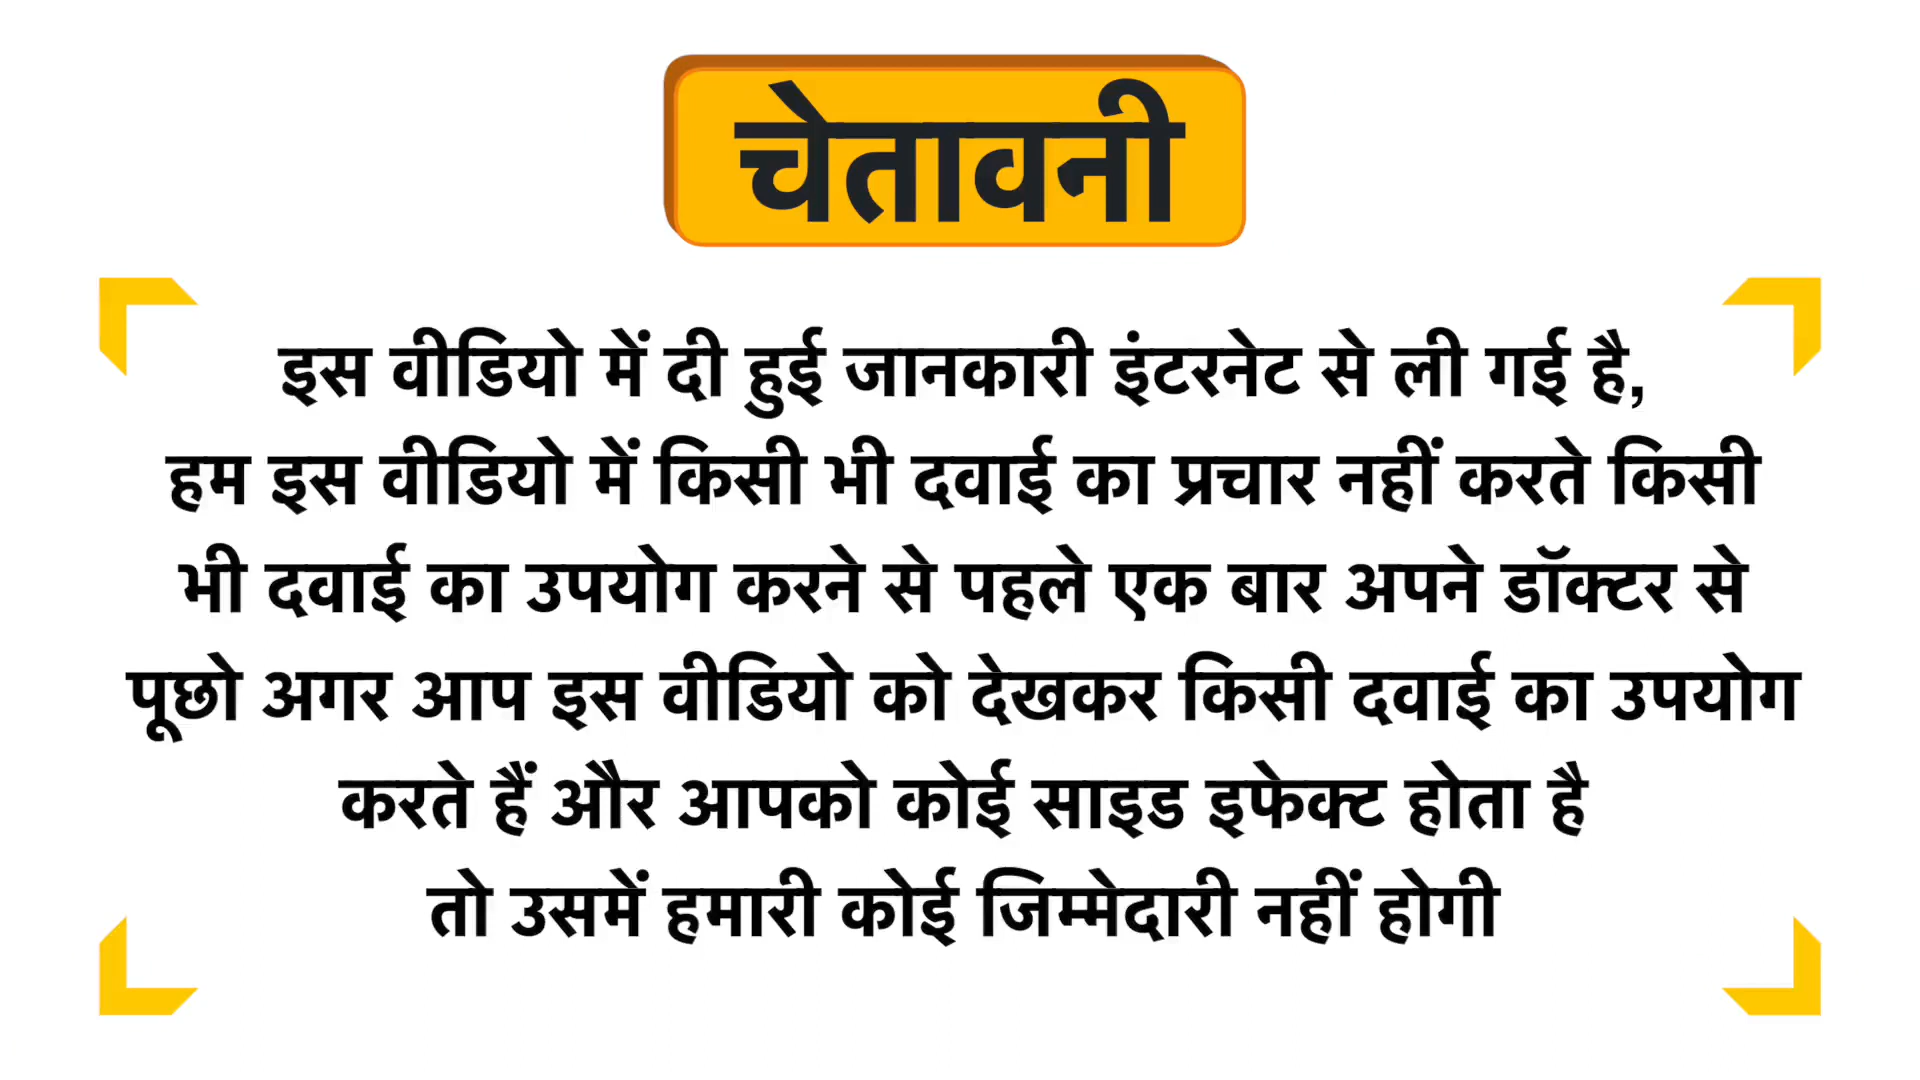 चेतावनी
इस वीडियो में दी हुई जानकारी इंटरनेट से ली गई है,
हम इस वीडियो में किसी भी दवाई का प्रचार नहीं करते किसी
भी दवाई का उपयोग करने से पहले एक बार अपने डॉक्टर से
पूछो अगर आप इस वीडियो को देखकर किसी दवाई का उपयोग
करते हैं और आपको कोई साइड इफेक्ट होता है
तो उसमें हमारी कोई जिम्मेदारी नहीं होगी